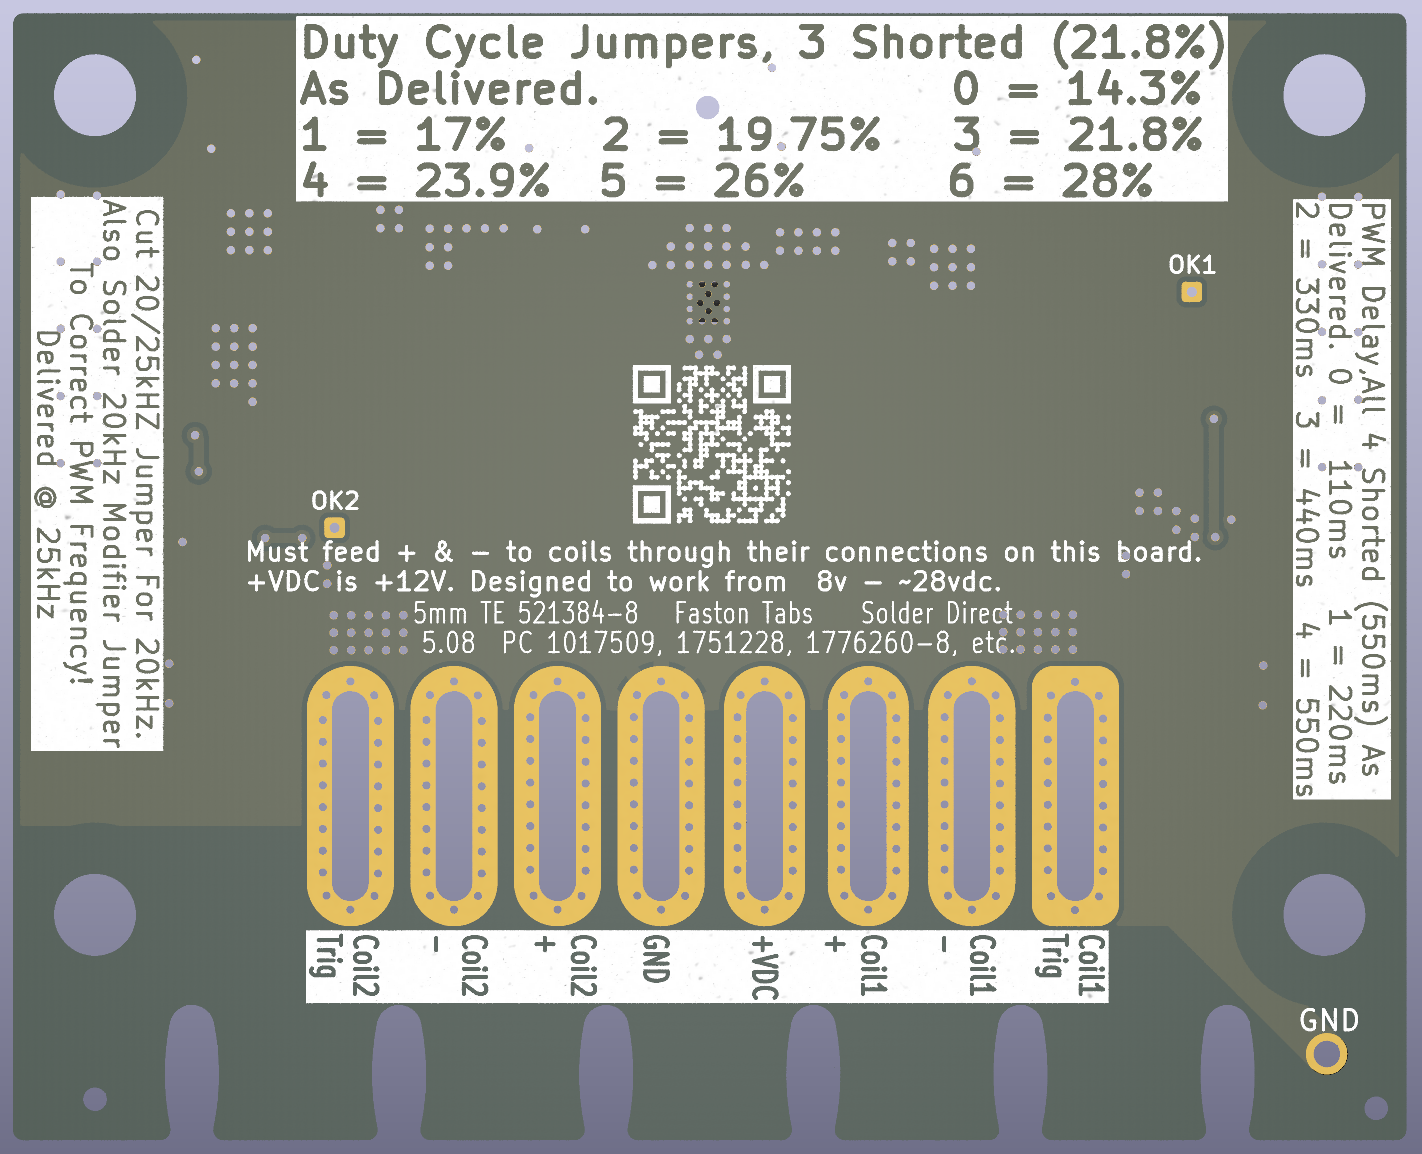 Duty Cycle Jumpers, 3 Shorted (21.8%)
As Delivered. 0 = 14.3%
1 = 17% 2 = 19.75% 3 = 21.8%
4 = 23.9% 5 = 26% 6 = 28%
Cut 20/25kHZ Jumper For 20kHz.
Also Solder 20kHz Modifier Jumper
To Correct PWM Frequency!
Delivered @ 25kHz
PWM Delay,All 4 Shorted (550ms) As
Delivered. 0 = 110ms 1 = 220ms
2 = 330ms 3 = 440ms 4 = 550ms
OK1
OK2
Must feed + & - to coils through their connections on this board.
+VDC is +12V. Designed to work from 8v - ~28vdc.
5mm TE 521384-8 Faston Tabs Solder Direct
5.08 PC 1017509, 1751228, 1776260-8, etc.
Coil2
Trig
Coil2
-
Coil2
+
GND
+VDC
Coil1
+
Coil1
-
Coil1
Trig
GND